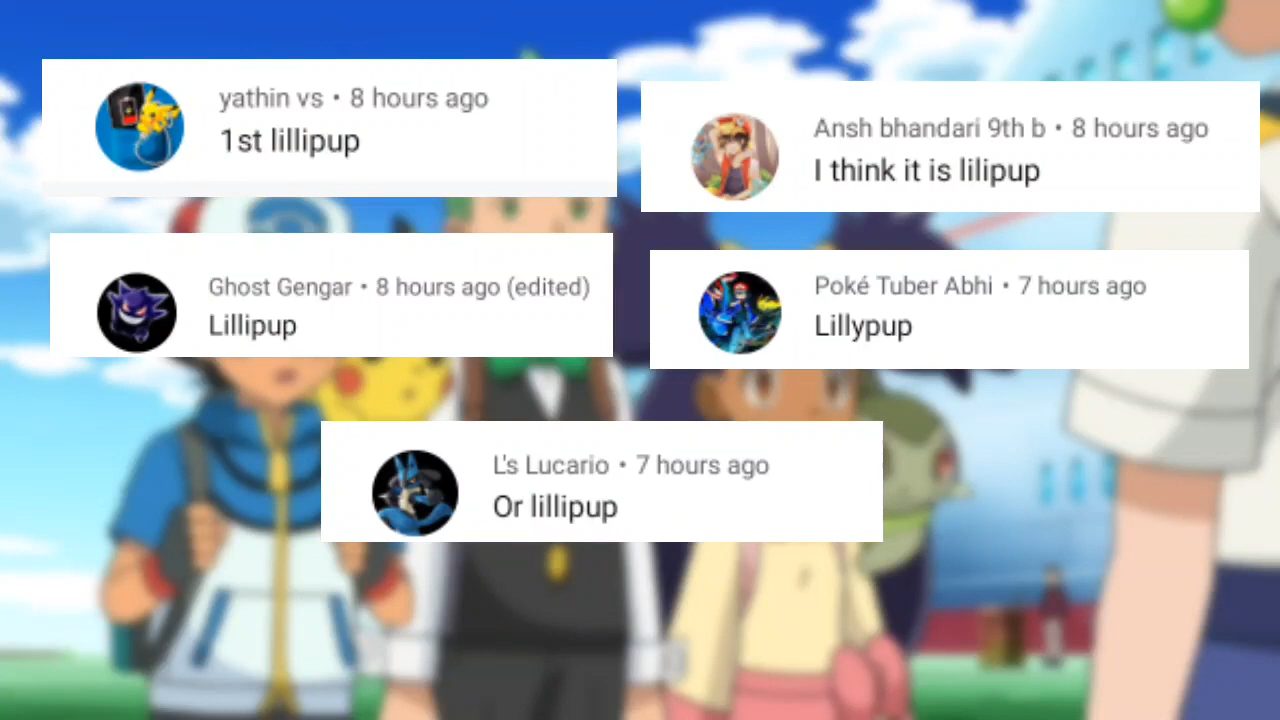 yathin vs • 8 hours ago
1st lillipup
Ansh bhandari 9th b • 8 hours ago
I think it is lilipup
Ghost Gengar • 8 hours ago (edited)
Lillipup
Poké Tuber Abhi • 7 hours ago
Lillypup
L's Lucario • 7 hours ago
Or lillipup